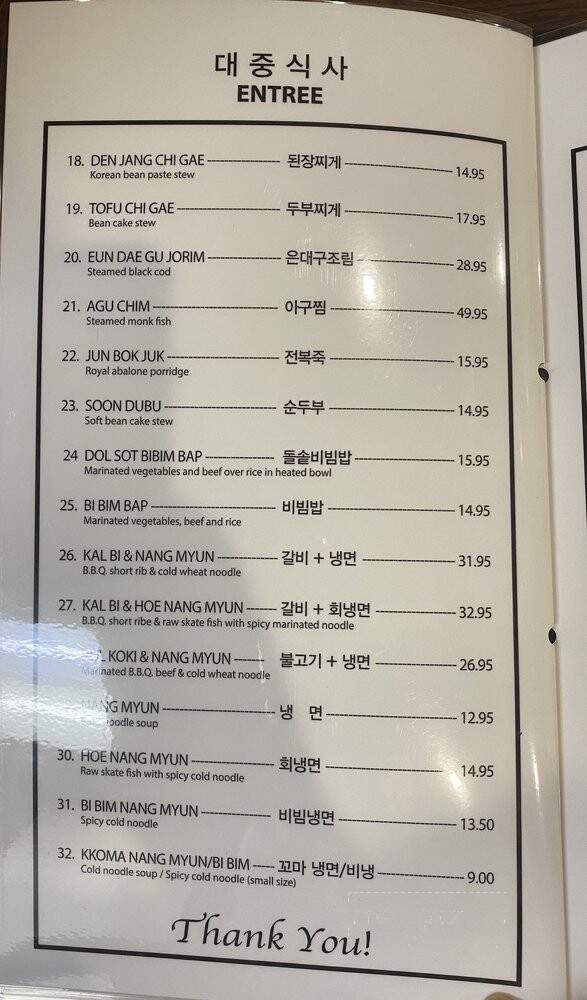 대중식사
ENTREE
18. DEN JANG CHI GAE 된장찌게 14.95
Korean bean paste stew
19. TOFU CHI GAE 두부찌게 17.95
Bean cake stew
20. EUN DAE GU JORIM 은대구조림 28.95
Steamed black cod
21. AGU CHIM 아구찜 49.95
Steamed monk fish
22. JUN BOK JUK 전복죽 15.95
Royal abalone porridge
23. SOON DUBU 순두부 14.95
Soft bean cake stew
24 DOL SOT BIBIM BAP 돌솥비빔밥 15.95
Marinated vegetables and beef over rice in heated bowl
25. BI BIM BAP 비빔밥 14.95
Marinated vegetables, beef and rice
26. KAL BI & NANG MYUN 갈비 + 냉면 31.95
B.B.Q. short rib & cold wheat noodle
27. KAL BI & HOE NANG MYUN 갈비 + 회냉면 32.95
B.B.Q. short ribe & raw skate fish with spicy marinated noodle
KOKI & NANG MYUN 불고기 + 냉면 26.95
Marinated B.B.Q. beef & cold wheat noodle
NANG MYUN 냉 면 12.95
noodle soup
30. HOE NANG MYUN 회냉면 14.95
Raw skate fish with spicy cold noodle
31. BI BIM NANG MYUN 비빔냉면 13.50
Spicy cold noodle
32. KKOMA NANG MYUN/BI BIM 꼬마 냉면/비냉 9.00
Cold noodle soup / Spicy cold noodle (small size)
Thank You!